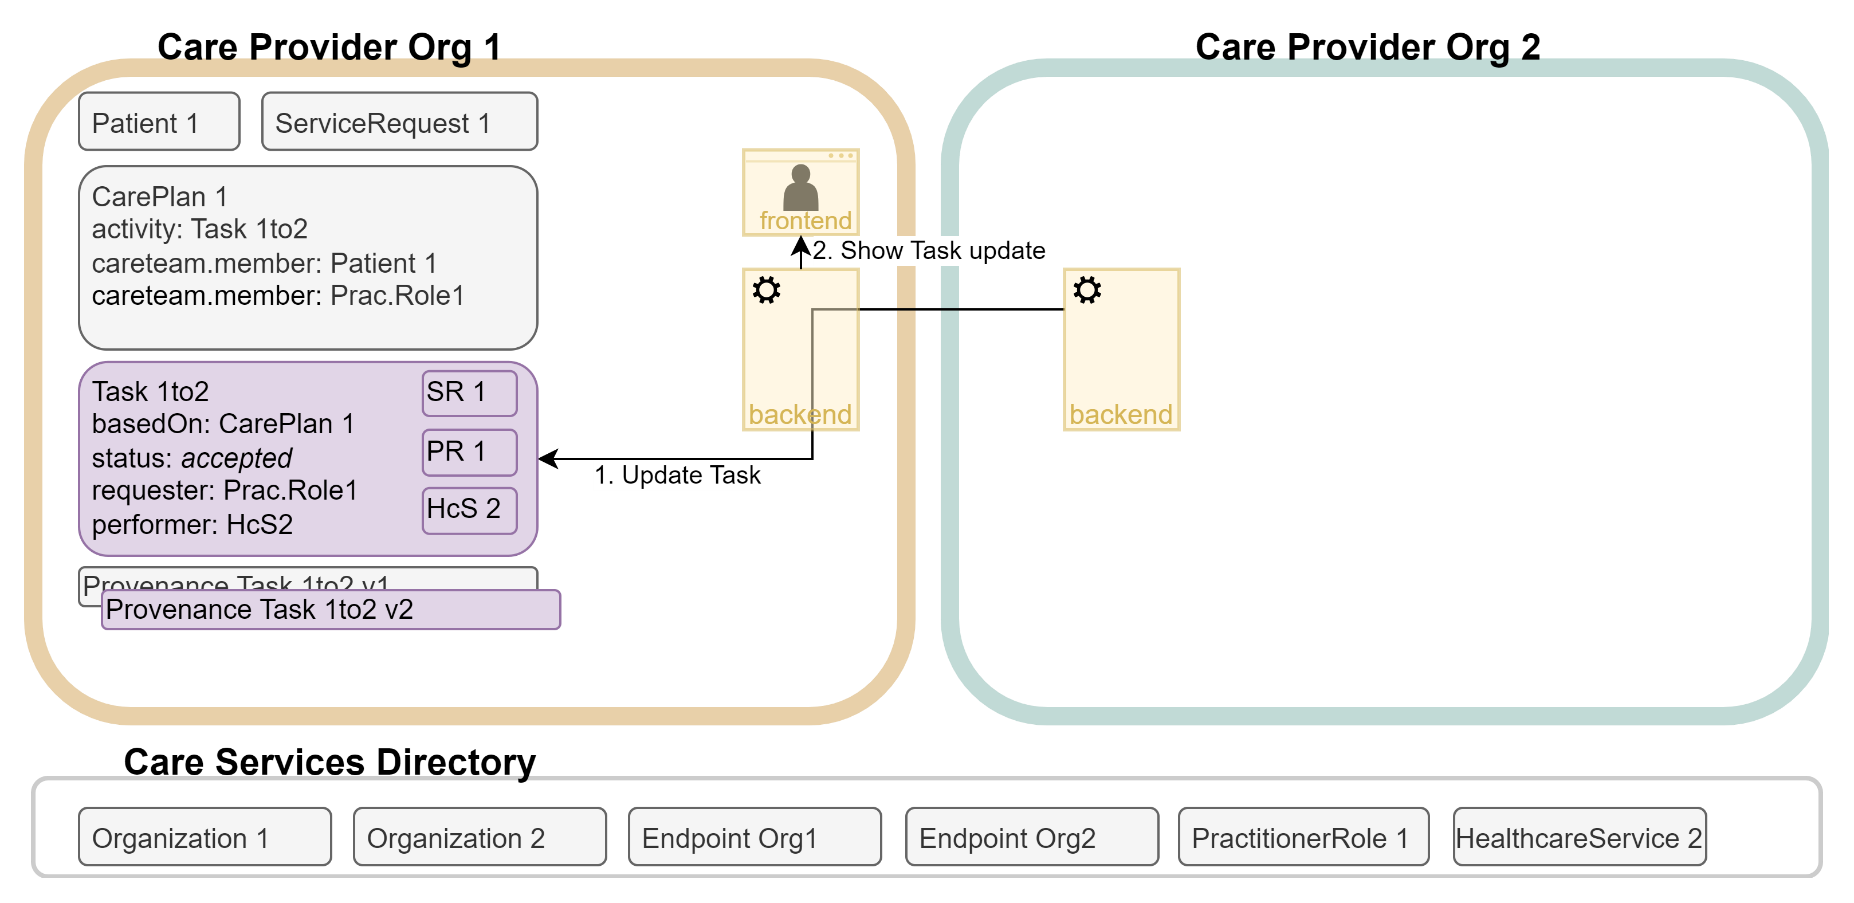 Care Provider Org 1
Care Provider Org 2
Patient 1
ServiceRequest 1
CarePlan 1
activity: Task 1to2
careteam.member: Patient 1
careteam.member: Prac.Role1
frontend
2. Show Task update
backend
backend
Task 1to2
basedOn: CarePlan 1
status: accepted
requester: Prac.Role1
performer: HcS2
SR 1
PR 1
HcS 2
1. Update Task
Provenance Task 1to2 v1
Provenance Task 1to2 v2
Care Services Directory
Organization 1
Organization 2
Endpoint Org1
Endpoint Org2
PractitionerRole 1
HealthcareService 2